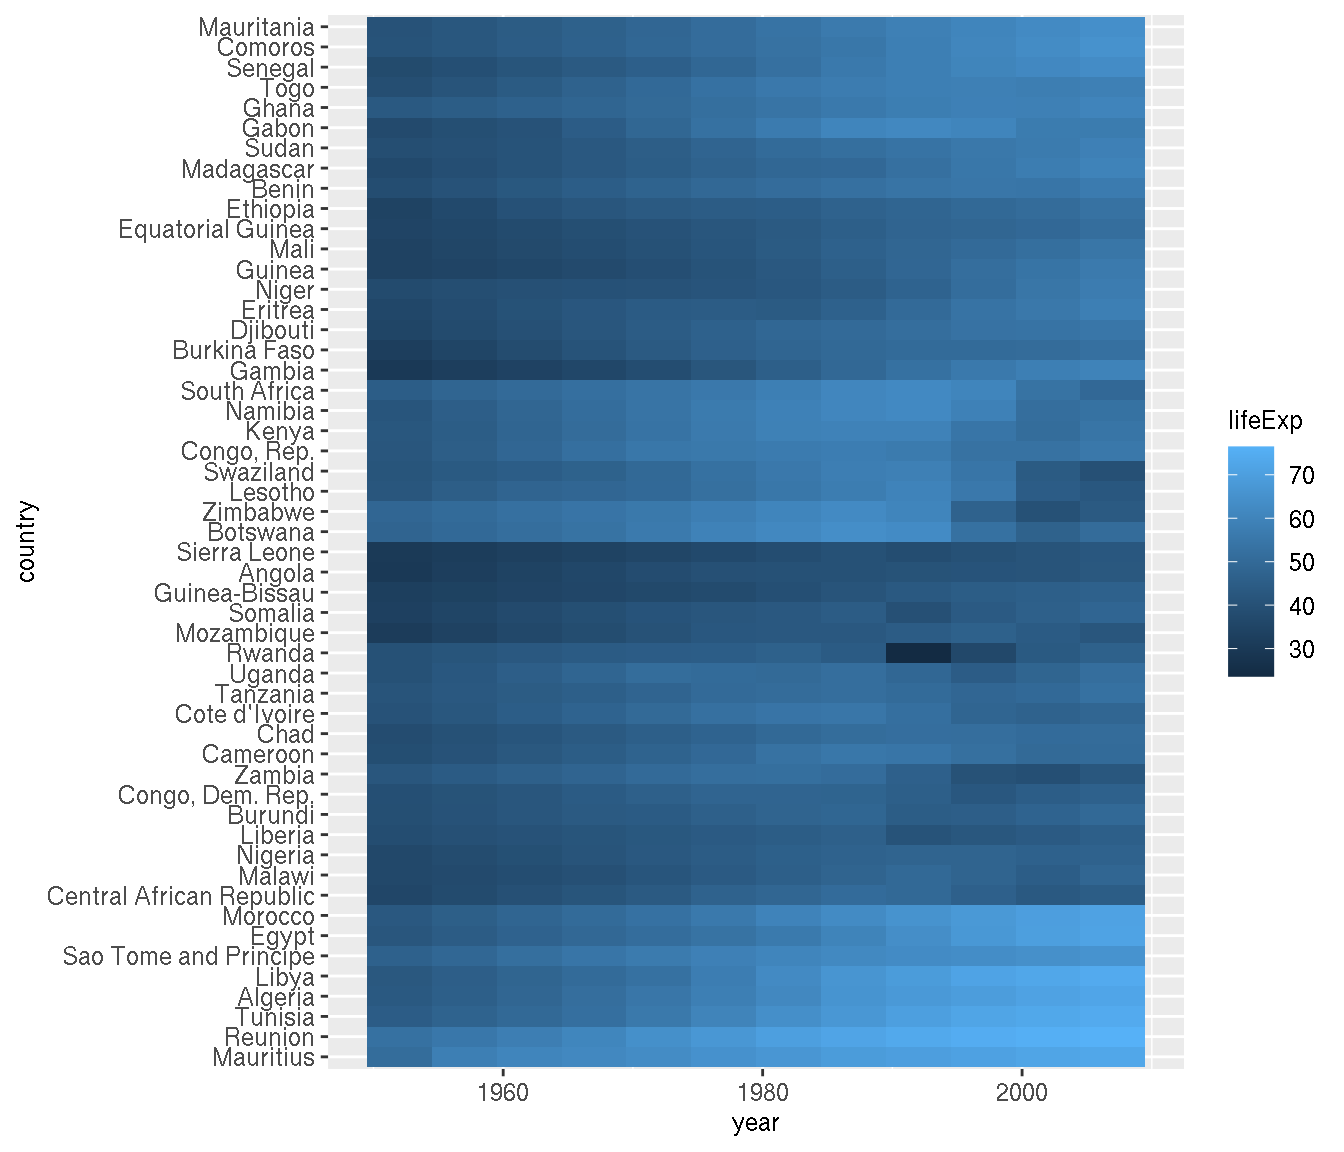 Mauritania
Comoros
Senegal
Togo
Ghana
Gabon
Sudan
Madagascar
Benin
Ethiopia
Equatorial Guinea
Mali
Guinea
Niger
Eritrea
Djibouti
Burkina Faso
Gambia
South Africa
Namibia
Kenya
Congo, Rep.
Swaziland
Lesotho
Zimbabwe
Botswana
Sierra Leone
Angola
Guinea-Bissau
Somalia
Mozambique
Rwanda
Uganda
Tanzania
Cote d'Ivoire
Chad
Cameroon
Zambia
Congo, Dem. Rep.
Burundi
Liberia
Nigeria
Malawi
Central African Republic
Morocco
Egypt
Sao Tome and Principe
Libya
Algeria
Tunisia
Reunion
Mauritius
country
1960 1980 2000
year
lifeExp
70
60
50
40
30